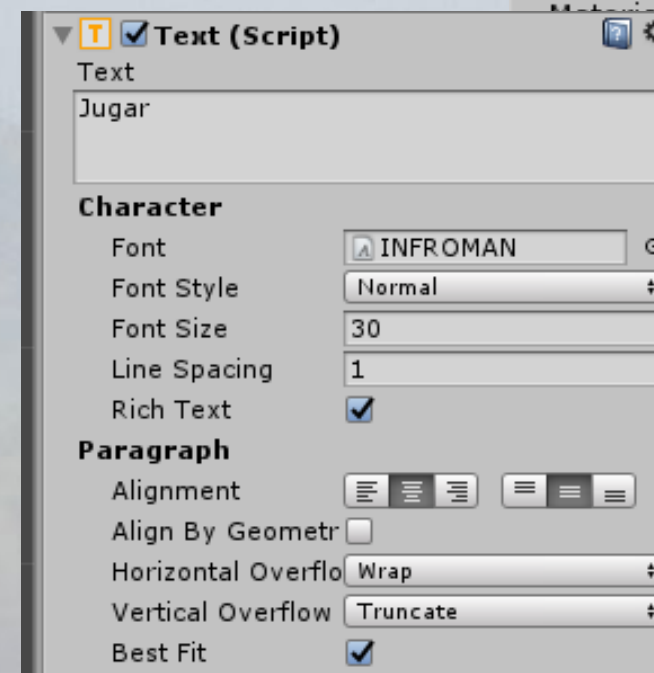 Text (Script)
Text
Jugar
Character
Font INFROMAN
Font Style Normal
Font Size 30
Line Spacing 1
Rich Text
Paragraph
Alignment
Align By Geometr
Horizontal Overflo Wrap
Vertical Overflow Truncate
Best Fit